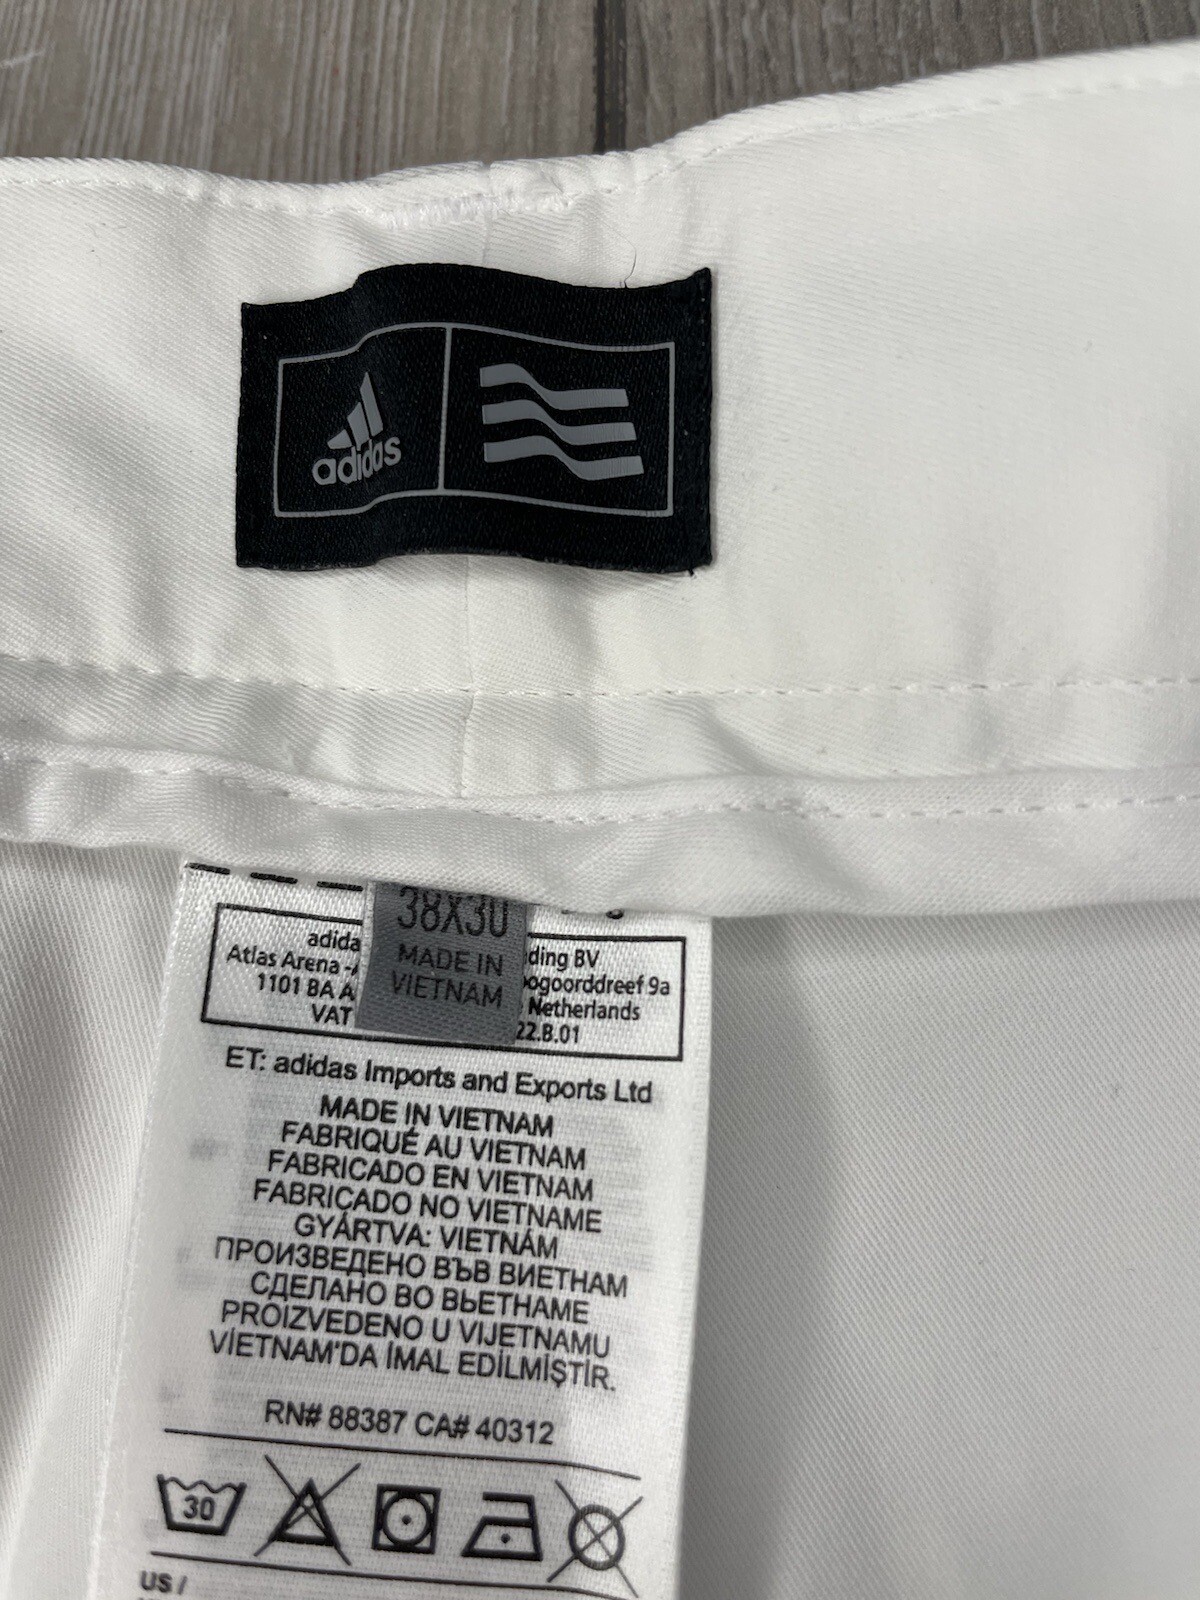 adidas
38X30
MADE IN
VIETNAM
adida ding BV
Atlas Arena - ogoorddreef 9a
1101 BA A Netherlands
VAT 22.B.01
ET: adidas Imports and Exports Ltd
MADE IN VIETNAM
FABRIQUÉ AU VIETNAM
FABRICADO EN VIETNAM
FABRICADO NO VIETNAME
GYÁRTVA: VIETNÁM
ПРОИЗВЕДЕНО ВЪВ ВИЕТНАМ
СДЕЛАНО ВО ВЬЕТНАМЕ
PROIZVEDENO U VIJETNAMU
VİETNAM'DA İMAL EDİLMİŞTİR.
RN# 88387 CA# 40312
30
US /